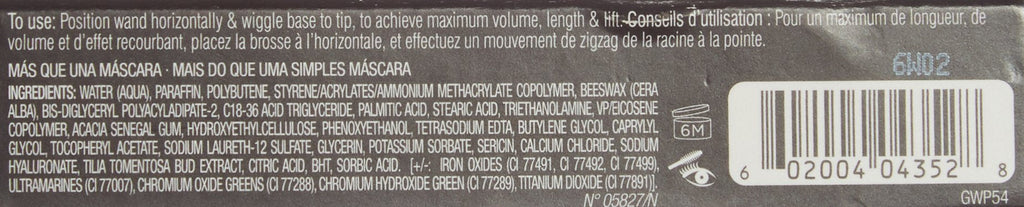 To use: Position wand horizontally & wiggle base to tip, to achieve maximum volume, length & lift. Conseils d'utilisation : Pour un maximum de longueur, de
volume et d'effet recourbant, placez la brosse à l'horizontale, et effectuez un mouvement de zigzag de la racine à la pointe.
MÁS QUE UNA MÁSCARA · MAIS DO QUE UMA SIMPLES MÁSCARA
INGREDIENTS: WATER (AQUA), PARAFFIN, POLYBUTENE, STYRENE/ACRYLATES/AMMONIUM METHACRYLATE COPOLYMER, BEESWAX (CERA
ALBA), BIS-DIGLYCERYL POLYACYLADIPATE-2, C18-36 ACID TRIGLYCERIDE, PALMITIC ACID, STEARIC ACID, TRIETHANOLAMINE, VP/EICOSENE
COPOLYMER, ACACIA SENEGAL GUM, HYDROXYETHYLCELLULOSE, PHENOXYETHANOL, TETRASODIUM EDTA, BUTYLENE GLYCOL, CAPRYLYL
GLYCOL, TOCOPHERYL ACETATE, SODIUM LAURETH-12 SULFATE, GLYCERIN, POTASSIUM SORBATE, SERICIN, CALCIUM CHLORIDE, SODIUM
HYALURONATE, TILIA TOMENTOSA BUD EXTRACT, CITRIC ACID, BHT, SORBIC ACID. [+/-: IRON OXIDES (CI 77491, CI 77492, CI 77499),
ULTRAMARINES (CI 77007), CHROMIUM OXIDE GREENS (CI 77288), CHROMIUM HYDROXIDE GREEN (CI 77289), TITANIUM DIOXIDE (CI 77891)].
N° 05827/N
6M
6W02
6 02004 04352 8
GWP54